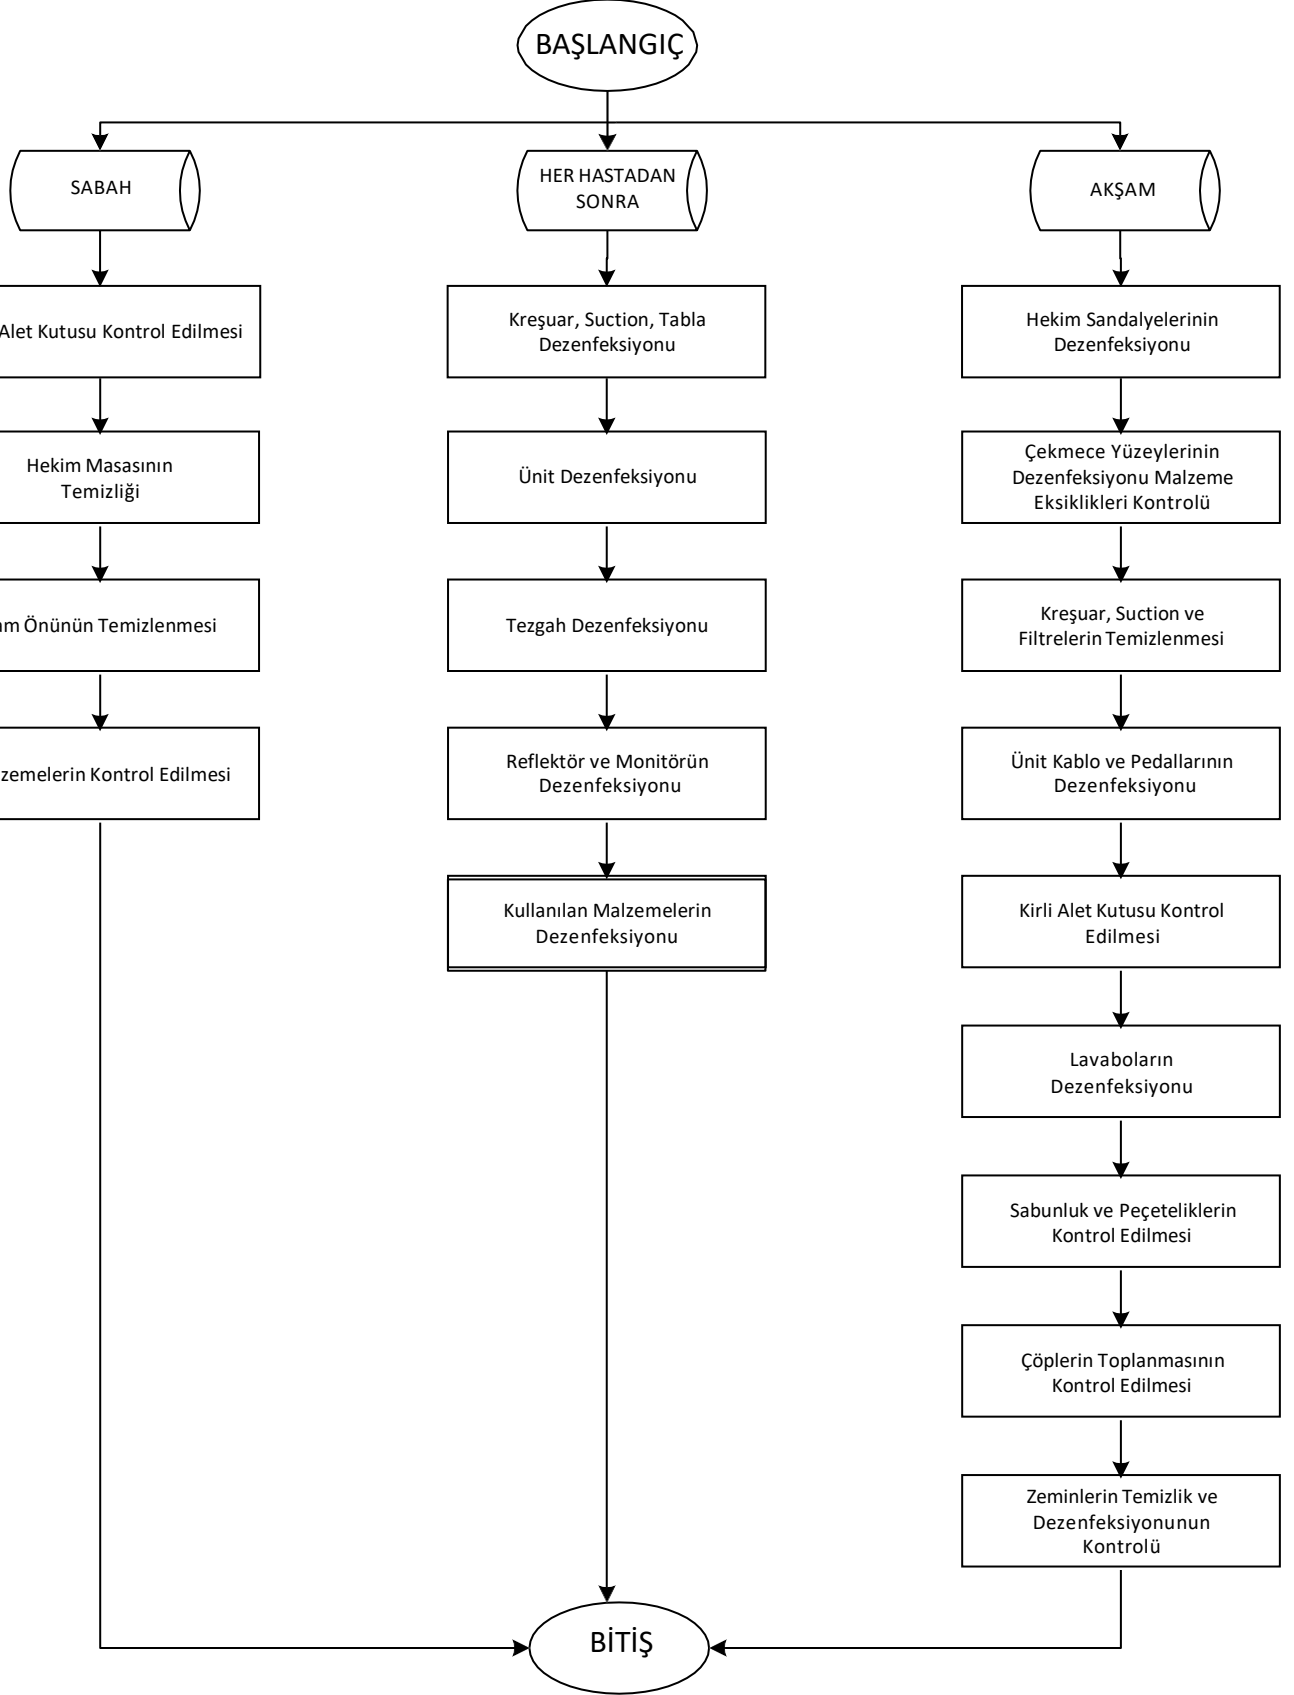 BAŞLANGIÇ
SABAH
HER HASTADAN
SONRA
AKŞAM
Alet Kutusu Kontrol Edilmesi
Hekim Masasının
Temizliği
Önünün Temizlenmesi
Kontrol Edilmesi
Kreşuar, Suction, Tabla
Dezenfeksiyonu
Ünit Dezenfeksiyonu
Tezgah Dezenfeksiyonu
Reflektör ve Monitörün
Dezenfeksiyonu
Kullanılan Malzemelerin
Dezenfeksiyonu
Hekim Sandalyelerinin
Dezenfeksiyonu
Çekmece Yüzeylerinin
Dezenfeksiyonu Malzeme
Eksiklikleri Kontrolü
Kreşuar, Suction ve
Filtrelerin Temizlenmesi
Ünit Kablo ve Pedallarının
Dezenfeksiyonu
Kirli Alet Kutusu Kontrol
Edilmesi
Lavaboların
Dezenfeksiyonu
Sabunluk ve Peçeteliklerin
Kontrol Edilmesi
Çöplerin Toplanmasının
Kontrol Edilmesi
Zeminlerin Temizlik ve
Dezenfeksiyonunun
Kontrolü
BİTİŞ